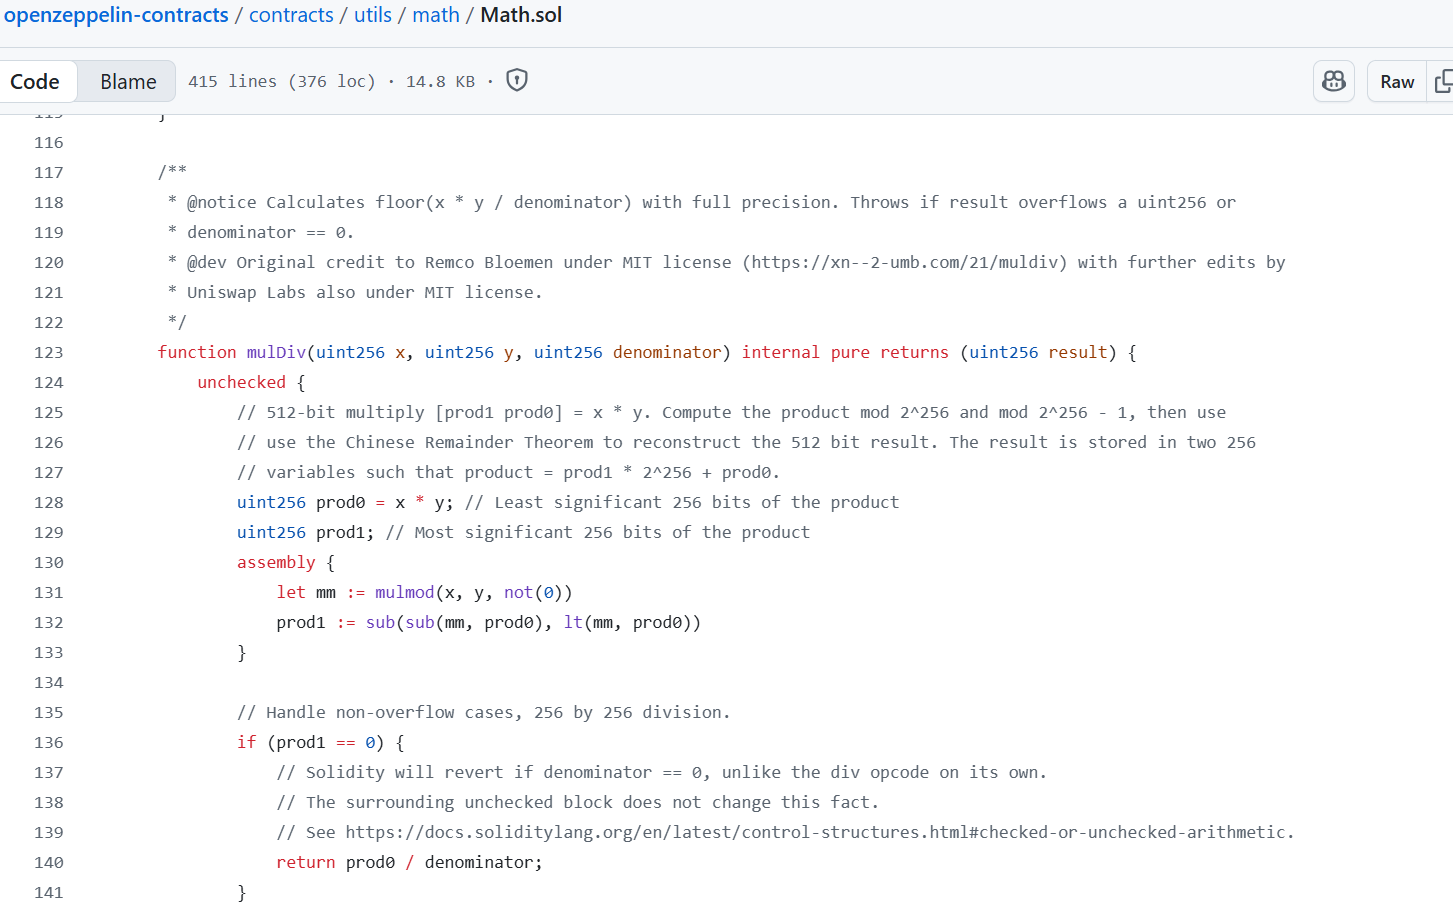 openzeppelin-contracts / contracts / utils / math / Math.sol
Code Blame 415 lines (376 loc) · 14.8 KB · Raw
115 }
116
117 /**
118 * @notice Calculates floor(x * y / denominator) with full precision. Throws if result overflows a uint256 or
119 * denominator == 0.
120 * @dev Original credit to Remco Bloemen under MIT license (https://xn--2-umb.com/21/muldiv) with further edits by
121 * Uniswap Labs also under MIT license.
122 */
123 function mulDiv(uint256 x, uint256 y, uint256 denominator) internal pure returns (uint256 result) {
124 unchecked {
125 // 512-bit multiply [prod1 prod0] = x * y. Compute the product mod 2^256 and mod 2^256 - 1, then use
126 // use the Chinese Remainder Theorem to reconstruct the 512 bit result. The result is stored in two 256
127 // variables such that product = prod1 * 2^256 + prod0.
128 uint256 prod0 = x * y; // Least significant 256 bits of the product
129 uint256 prod1; // Most significant 256 bits of the product
130 assembly {
131 let mm := mulmod(x, y, not(0))
132 prod1 := sub(sub(mm, prod0), lt(mm, prod0))
133 }
134
135 // Handle non-overflow cases, 256 by 256 division.
136 if (prod1 == 0) {
137 // Solidity will revert if denominator == 0, unlike the div opcode on its own.
138 // The surrounding unchecked block does not change this fact.
139 // See https://docs.soliditylang.org/en/latest/control-structures.html#checked-or-unchecked-arithmetic.
140 return prod0 / denominator;
141 }